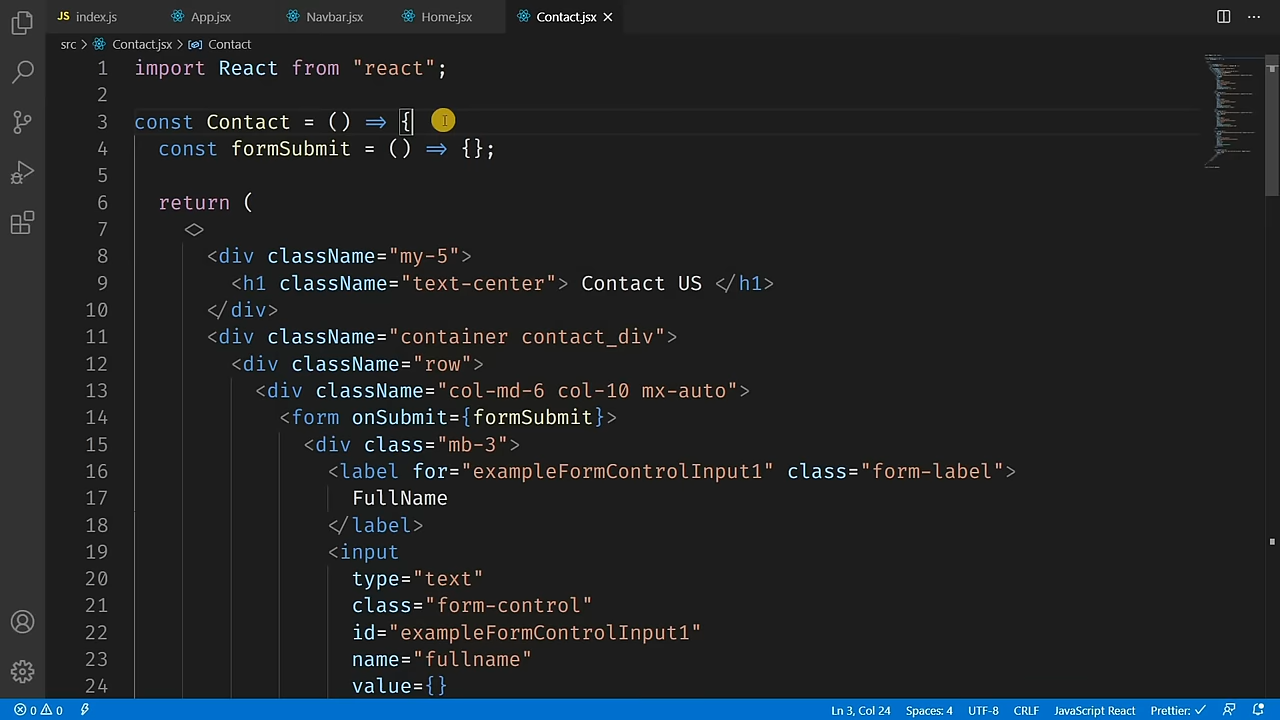 JS index.js App.jsx Navbar.jsx Home.jsx Contact.jsx
src > Contact.jsx > Contact
1 import React from "react";
2
3 const Contact = () => {
4 const formSubmit = () => {};
5
6 return (
7 <>
8 <div className="my-5">
9 <h1 className="text-center"> Contact US </h1>
10 </div>
11 <div className="container contact_div">
12 <div className="row">
13 <div className="col-md-6 col-10 mx-auto">
14 <form onSubmit={formSubmit}>
15 <div class="mb-3">
16 <label for="exampleFormControlInput1" class="form-label">
17 FullName
18 </label>
19 <input
20 type="text"
21 class="form-control"
22 id="exampleFormControlInput1"
23 name="fullname"
24 value={}
0 0 Ln 3, Col 24 Spaces: 4 UTF-8 CRLF JavaScript React Prettier: ✓